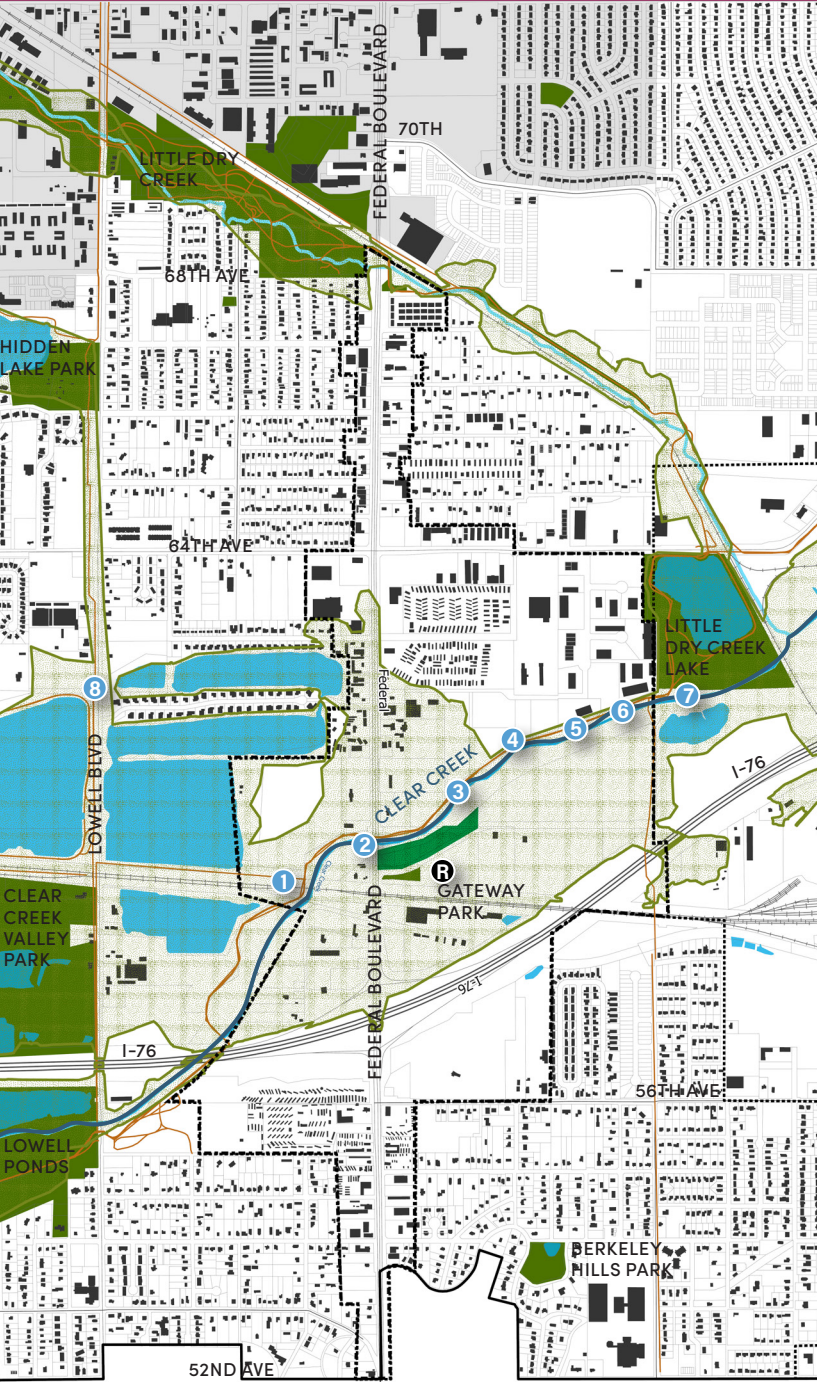 FEDERAL BOULEVARD
70TH
LITTLE DRY
CREEK
68TH AVE
HIDDEN
LAKE PARK
64TH AVE
LITTLE
DRY CREEK
LAKE
Federal
8
7
6
5
4
LOWELL BLVD
CLEAR CREEK
3
I-76
2
1
Clear Creek
R
GATEWAY
PARK
CLEAR
CREEK
VALLEY
PARK
FEDERAL BOULEVARD
I-76
I-76
56TH AVE
LOWELL
PONDS
BERKELEY
HILLS PARK
52ND AVE